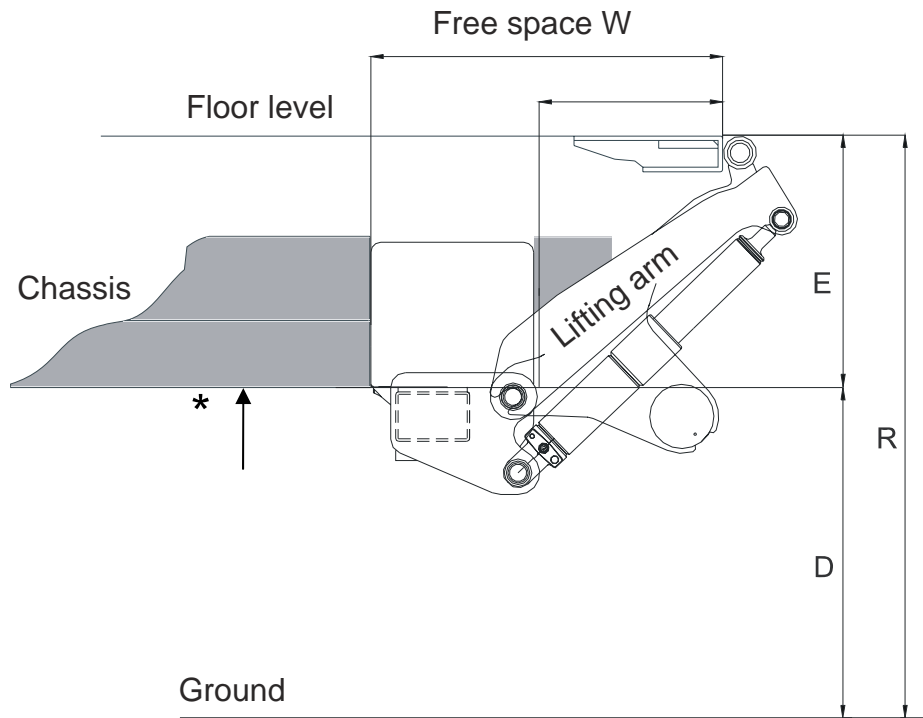 Free space W
Floor level
Chassis
Lifting arm
E
*
R
D
Ground